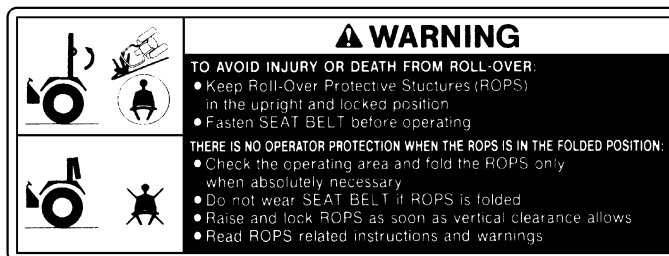 WARNING
TO AVOID INJURY OR DEATH FROM ROLL-OVER:
● Keep Roll-Over Protective Stuctures (ROPS)
in the upright and locked position
● Fasten SEAT BELT before operating
THERE IS NO OPERATOR PROTECTION WHEN THE ROPS IS IN THE FOLDED POSITION:
● Check the operating area and fold the ROPS only
when absolutely necessary
● Do not wear SEAT BELT if ROPS is folded
● Raise and lock ROPS as soon as vertical clearance allows
● Read ROPS related instructions and warnings